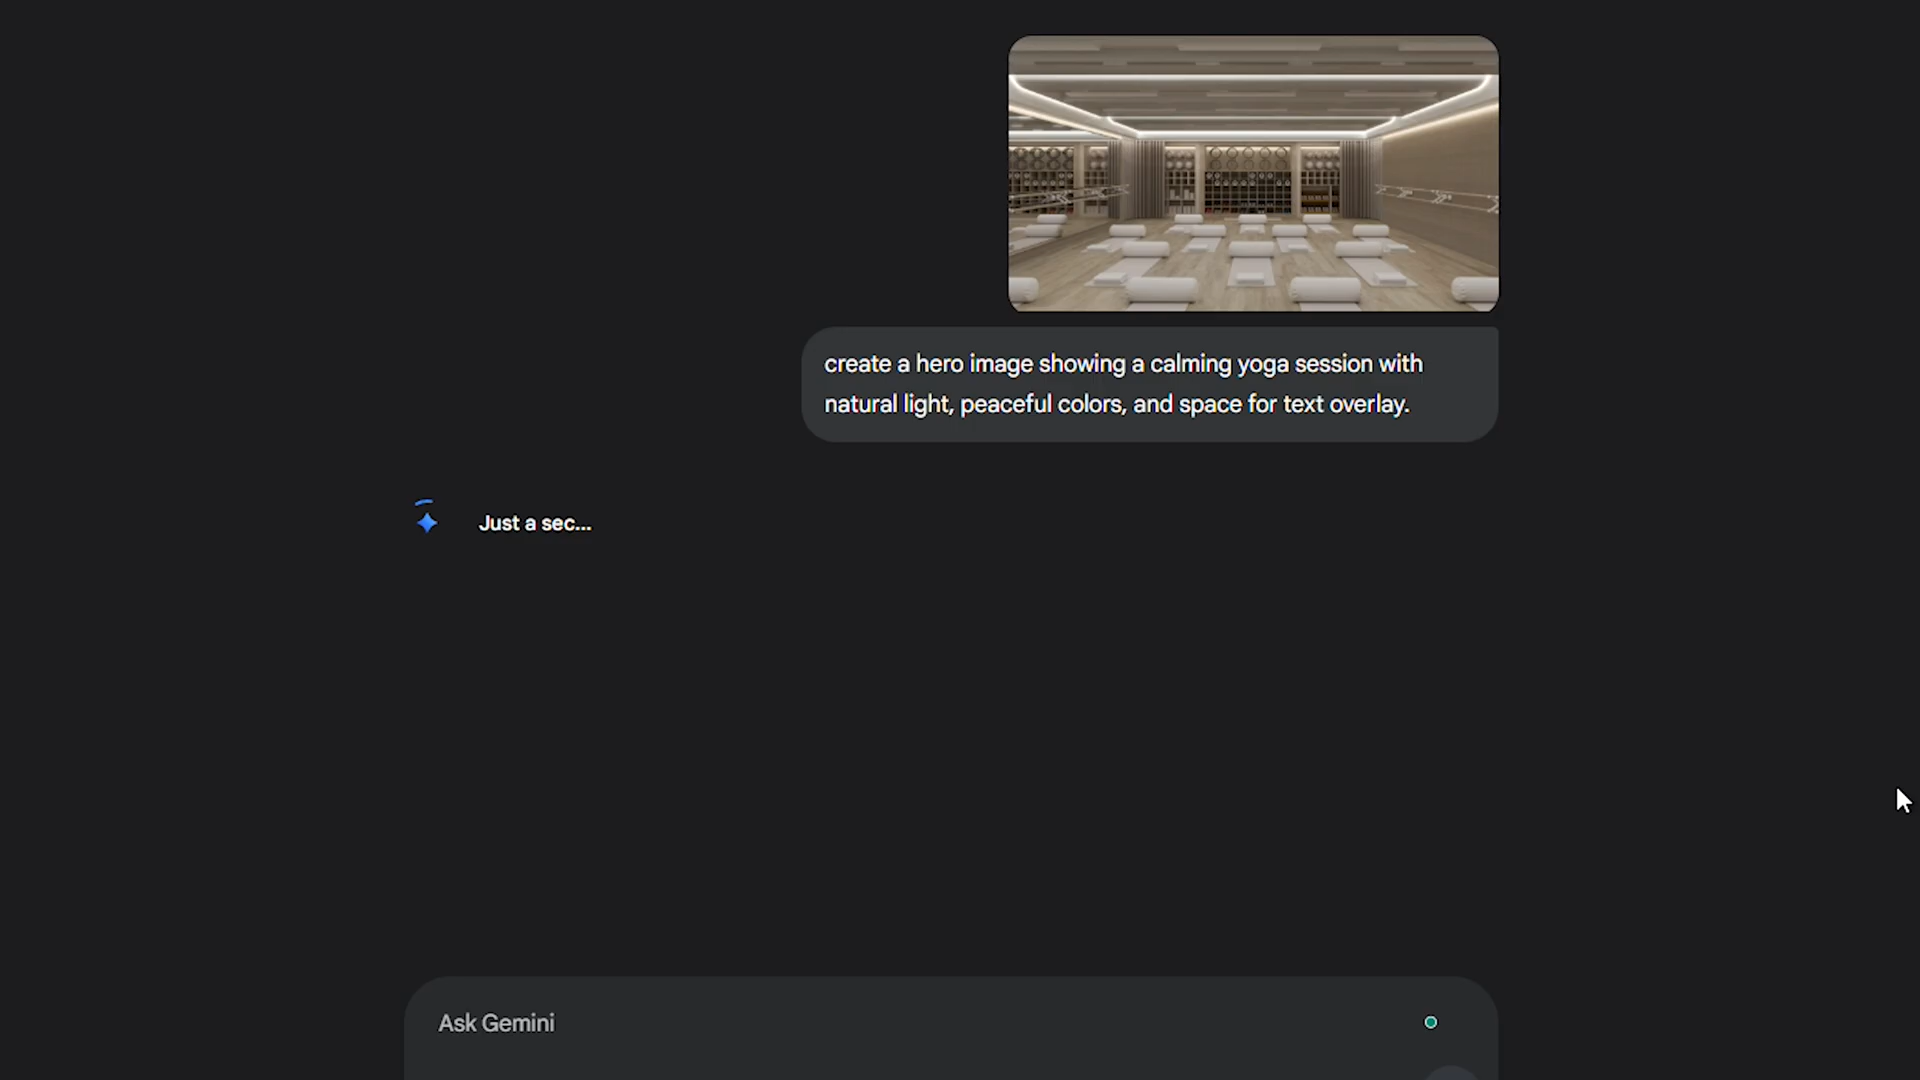 create a hero image showing a calming yoga session with
natural light, peaceful colors, and space for text overlay.
Just a sec...
Ask Gemini